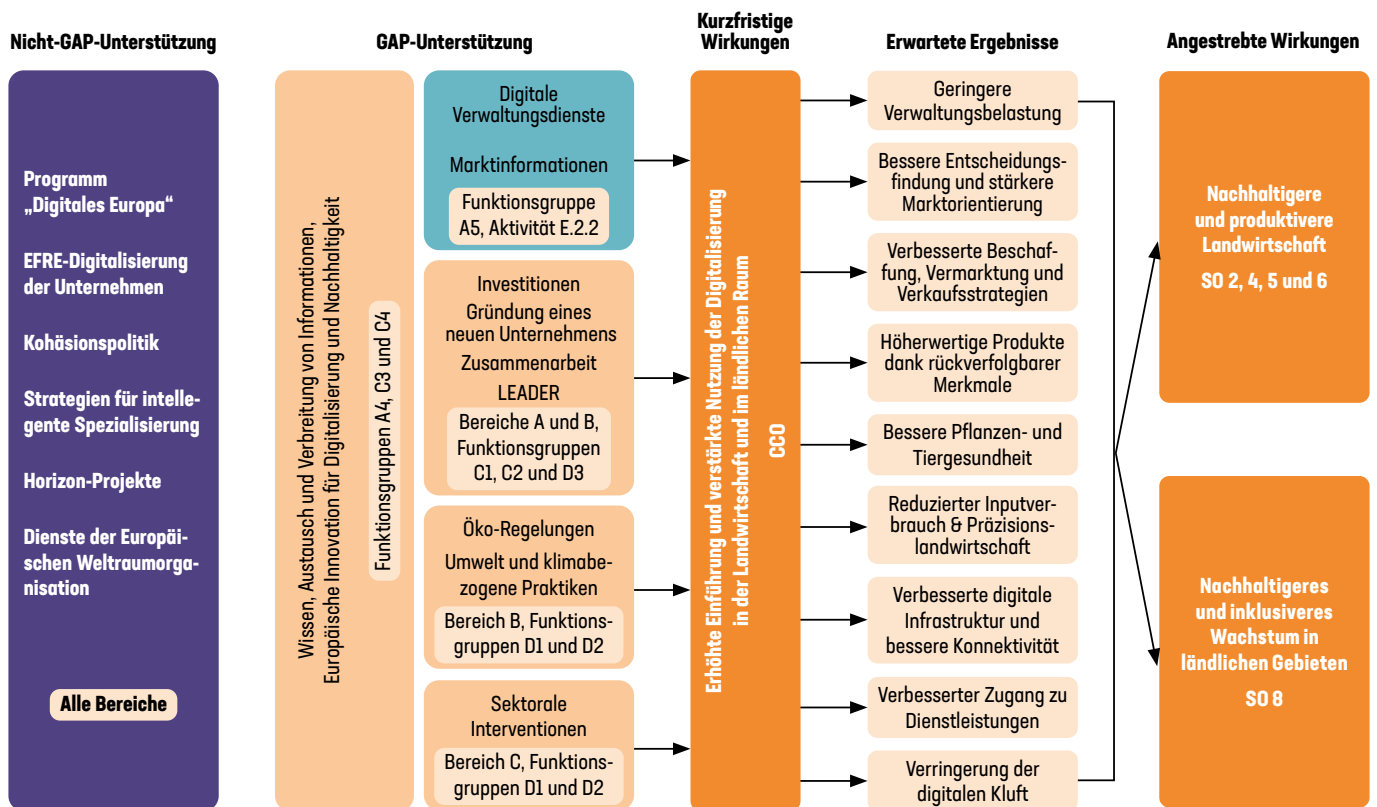 Nicht-GAP-Unterstützung
GAP-Unterstützung
Kurzfristige
Wirkungen
Erwartete Ergebnisse
Angestrebte Wirkungen
Programm
„Digitales Europa“
EFRE-Digitalisierung
der Unternehmen
Kohäsionspolitik
Strategien für intelle-
gente Spezialisierung
Horizon-Projekte
Dienste der Europäi-
schen Weltraumorga-
nisation
Alle Bereiche
Wissen, Austausch und Verbreitung von Informationen,
Europäische Innovation für Digitalisierung und Nachhaltigkeit
Funktionsgruppen A4, C3 und C4
Digitale
Verwaltungsdienste
Marktinformationen
Funktionsgruppe
A5, Aktivität E.2.2
Investitionen
Gründung eines
neuen Unternehmens
Zusammenarbeit
LEADER
Bereiche A und B,
Funktionsgruppen
C1, C2 und D3
Öko-Regelungen
Umwelt und klimabe-
zogene Praktiken
Bereich B, Funktions-
gruppen D1 und D2
Sektorale
Interventionen
Bereich C, Funktions-
gruppen D1 und D2
Erhöhte Einführung und verstärkte Nutzung der Digitalisierung
in der Landwirtschaft und im ländlichen Raum
CCO
Geringere
Verwaltungsbelastung
Bessere Entscheidungs-
findung und stärkere
Marktorientierung
Verbesserte Beschaf-
fung, Vermarktung und
Verkaufsstrategien
Höherwertige Produkte
dank rückverfolgbarer
Merkmale
Bessere Pflanzen- und
Tiergesundheit
Reduzierter Inputver-
brauch & Präzisions-
landwirtschaft
Verbesserte digitale
Infrastruktur und
bessere Konnektivität
Verbesserter Zugang zu
Dienstleistungen
Verringerung der
digitalen Kluft
Nachhaltigere
und produktivere
Landwirtschaft
SO 2, 4, 5 und 6
Nachhaltigeres
und inklusiveres
Wachstum in
ländlichen Gebieten
SO 8